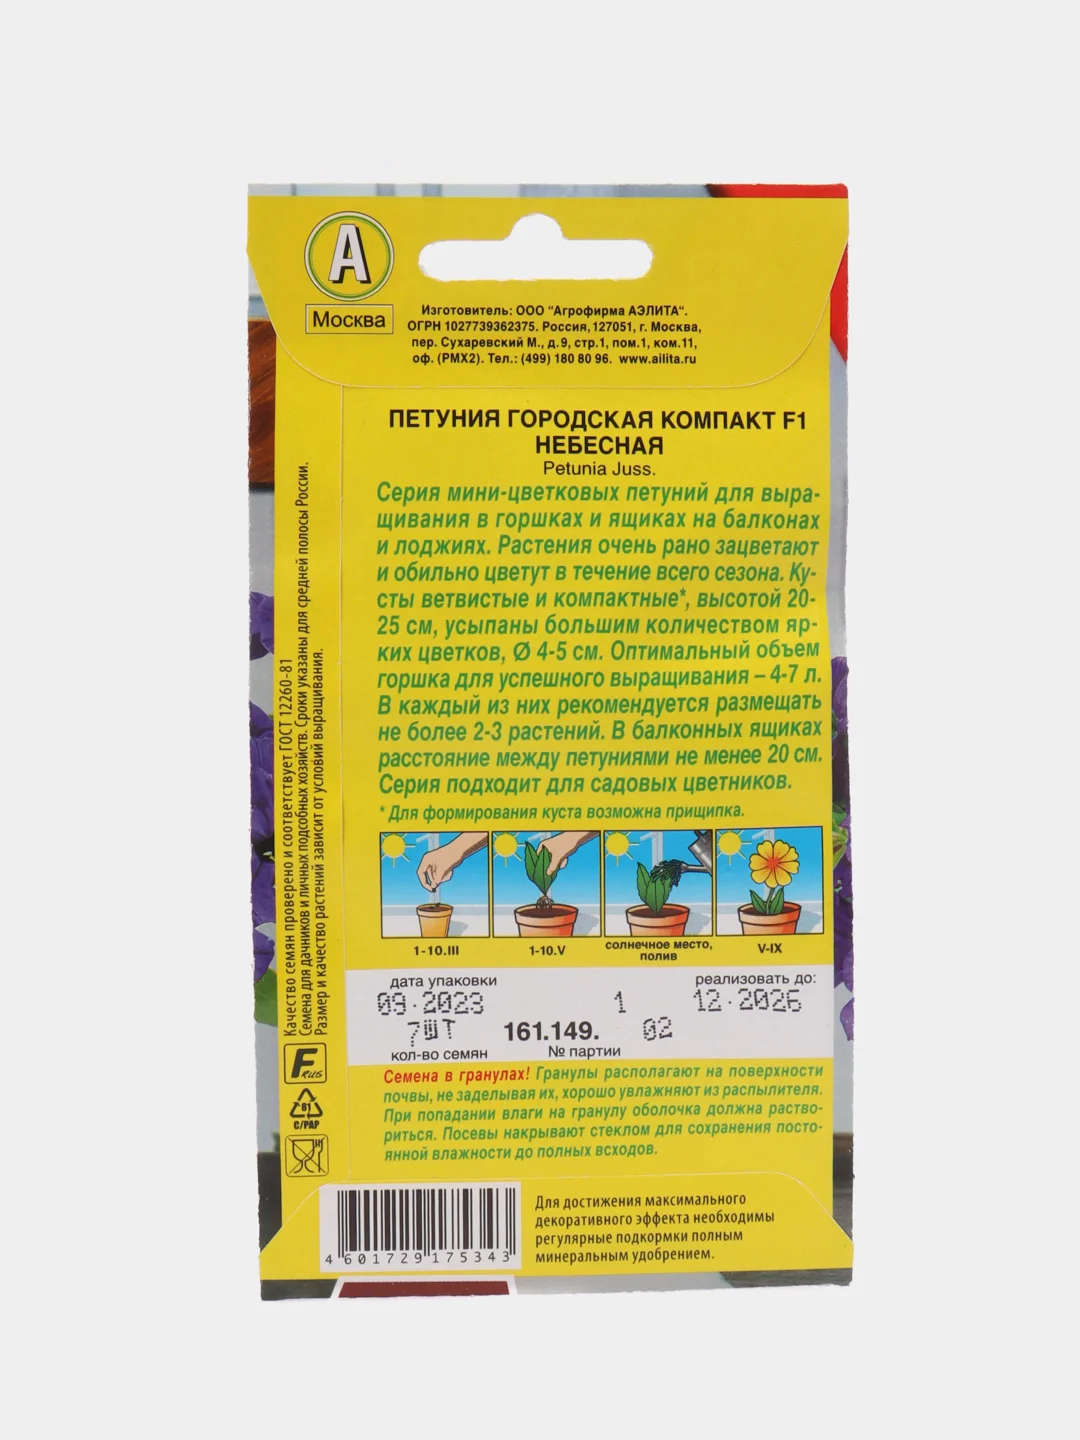 А
Москва
Изготовитель: ООО "Агрофирма АЭЛИТА".
ОГРН 1027739362375. Россия, 127051, г. Москва,
пер. Сухаревский М., д.9, стр.1, пом.1, ком.11,
оф. (РМХ2). Тел.: (499) 180 80 96. www.ailita.ru
ПЕТУНИЯ ГОРОДСКАЯ КОМПАКТ F1
НЕБЕСНАЯ
Petunia Juss.
Серия мини-цветковых петуний для выра-
щивания в горшках и ящиках на балконах
и лоджиях. Растения очень рано зацветают
и обильно цветут в течение всего сезона. Ку-
сты ветвистые и компактные*, высотой 20-
25 см, усыпаны большим количеством яр-
ких цветков, Ø 4-5 см. Оптимальный объем
горшка для успешного выращивания – 4-7 л.
В каждый из них рекомендуется размещать
не более 2-3 растений. В балконных ящиках
расстояние между петуниями не менее 20 см.
Серия подходит для садовых цветников.
* Для формирования куста возможна прищипка.
1-10.III
1-10.V
солнечное место,
полив
V-IX
дата упаковки
реализовать до:
09.2023
1
12.2026
7шт
161.149.
02
кол-во семян
№ партии
Семена в гранулах! Гранулы располагают на поверхности
почвы, не заделывая их, хорошо увлажняют из распылителя.
При попадании влаги на гранулу оболочка должна раство-
риться. Посевы накрывают стеклом для сохранения посто-
янной влажности до полных всходов.
Качество семян проверено и соответствует ГОСТ 12260-81
Семена для дачников и личных подсобных хозяйств. Сроки указаны для средней полосы России.
Размер и качество растений зависит от условий выращивания.
F RUS
81
C/PAP
4 601729 175343
Для достижения максимального
декоративного эффекта необходимы
регулярные подкормки полным
минеральным удобрением.